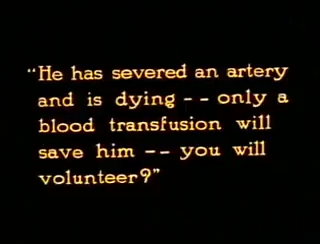 "He has severed an artery
and is dying -- only a
blood transfusion will
save him -- you will
volunteer?"